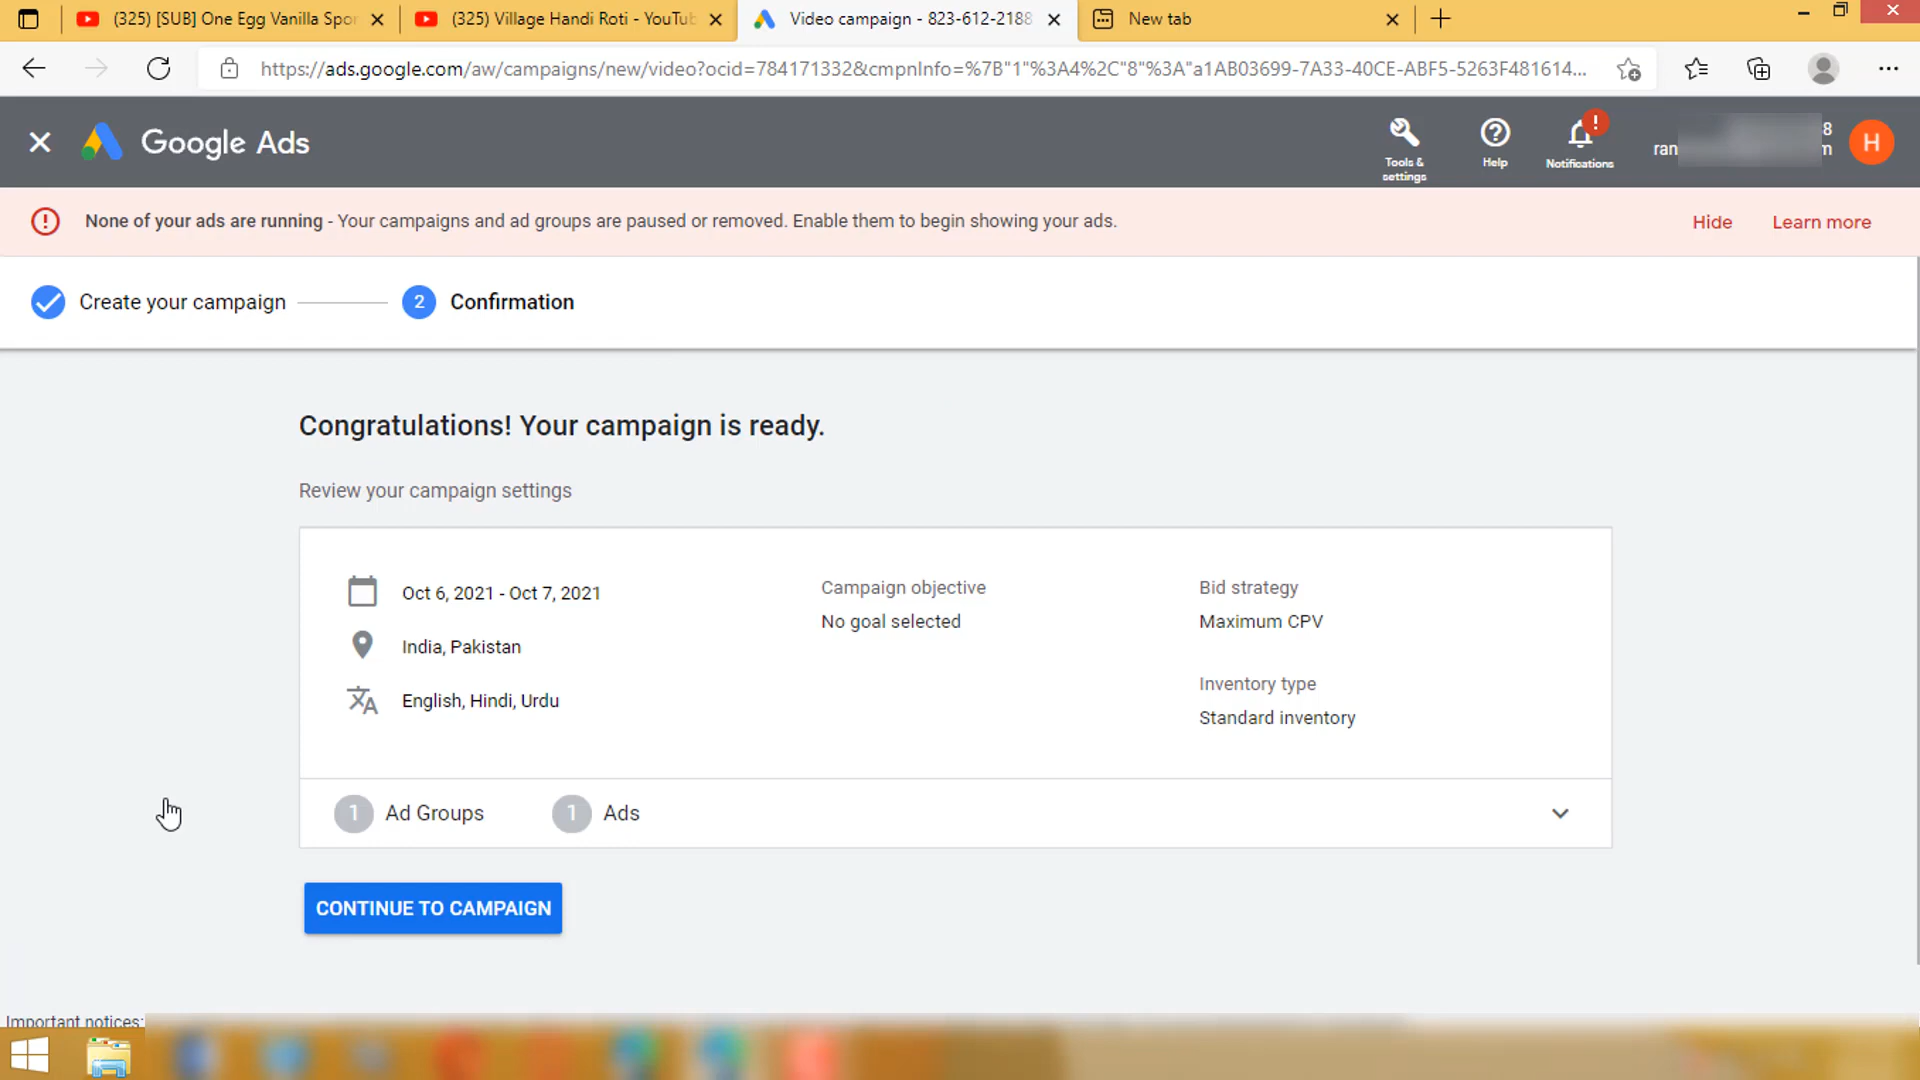 (325) [SUB] One Egg Vanilla Spor
(325) Village Handi Roti - YouTub
Video campaign - 823-612-2188
New tab
https://ads.google.com/aw/campaigns/new/video?ocid=784171332&cmpnInfo=%7B"1"%3A4%2C"8"%3A"a1AB03699-7A33-40CE-ABF5-5263F481614...
Google Ads
Tools &
settings
Help
Notifications
8
ran
m
H
None of your ads are running - Your campaigns and ad groups are paused or removed. Enable them to begin showing your ads.
Hide
Learn more
Create your campaign
2 Confirmation
Congratulations! Your campaign is ready.
Review your campaign settings
Oct 6, 2021 - Oct 7, 2021
India, Pakistan
English, Hindi, Urdu
Campaign objective
No goal selected
Bid strategy
Maximum CPV
Inventory type
Standard inventory
1 Ad Groups
1 Ads
CONTINUE TO CAMPAIGN
Important notices: